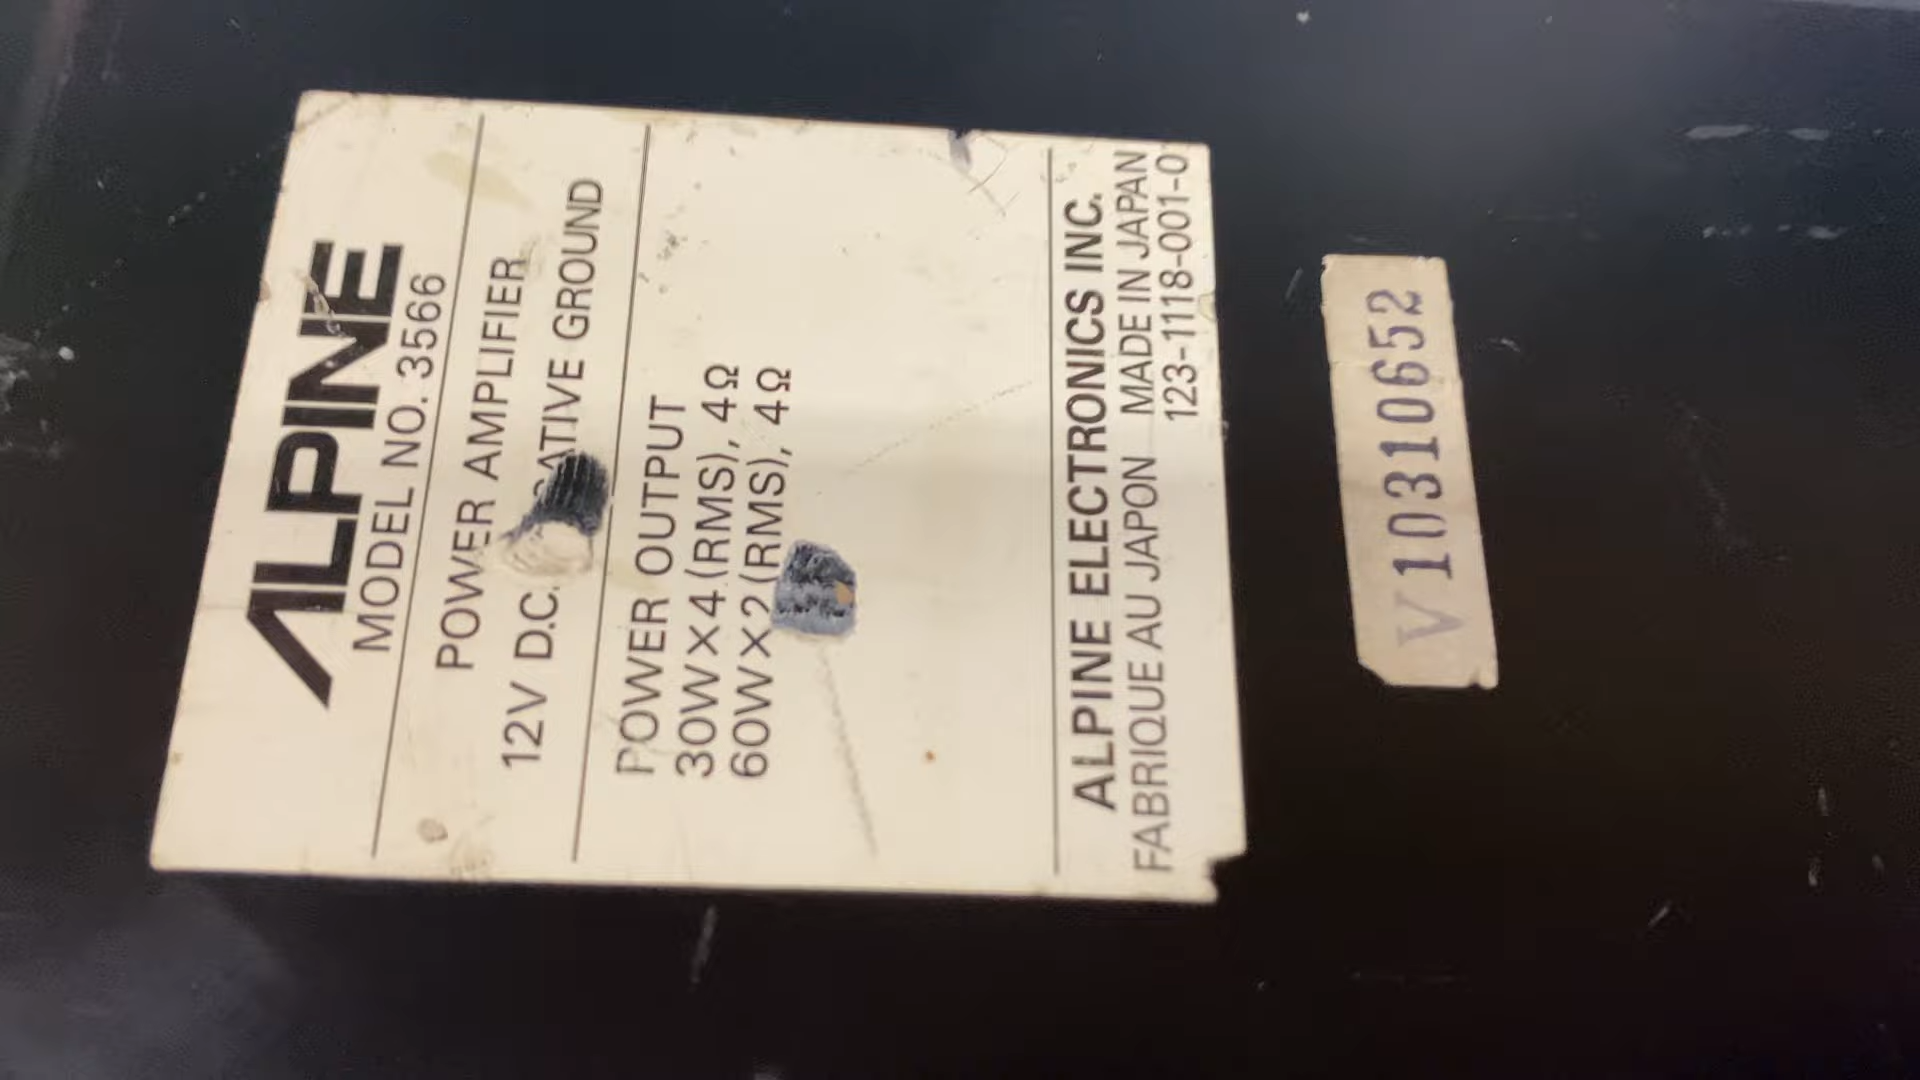 ALPINE
MODEL NO. 3566
POWER AMPLIFIER
12V D.C. GROUND
POWER OUTPUT
30W×4 (RMS), 4Ω
60W×2 (RMS), 4Ω
ALPINE ELECTRONICS INC.
FABRIQUE AU JAPON MADE IN JAPAN
123-1118-001-0
V10310652